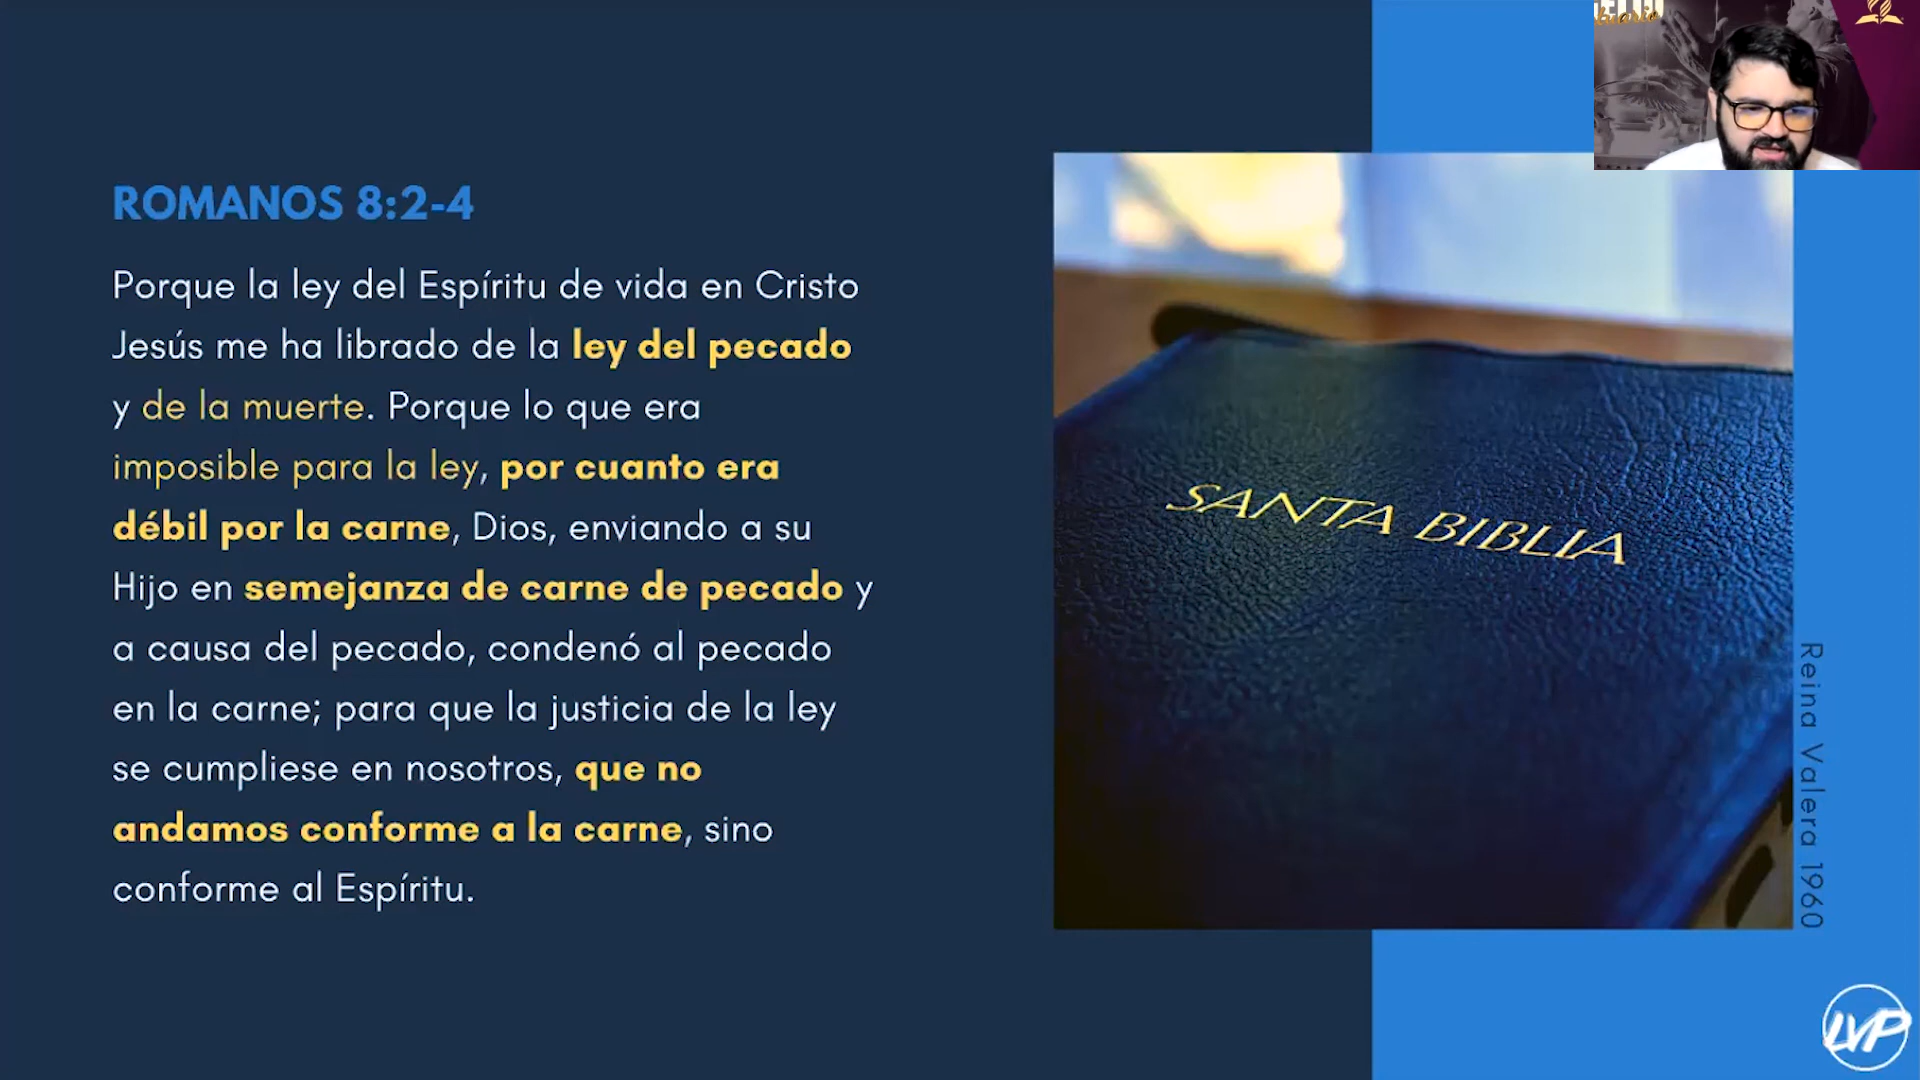 ROMANOS 8:2-4
Porque la ley del Espíritu de vida en Cristo
Jesús me ha librado de la ley del pecado
y de la muerte. Porque lo que era
imposible para la ley, por cuanto era
débil por la carne, Dios, enviando a su
Hijo en semejanza de carne de pecado y
a causa del pecado, condenó al pecado
en la carne; para que la justicia de la ley
se cumpliese en nosotros, que no
andamos conforme a la carne, sino
conforme al Espíritu.
SANTA BIBLIA
Reina Valera 1960
LVP